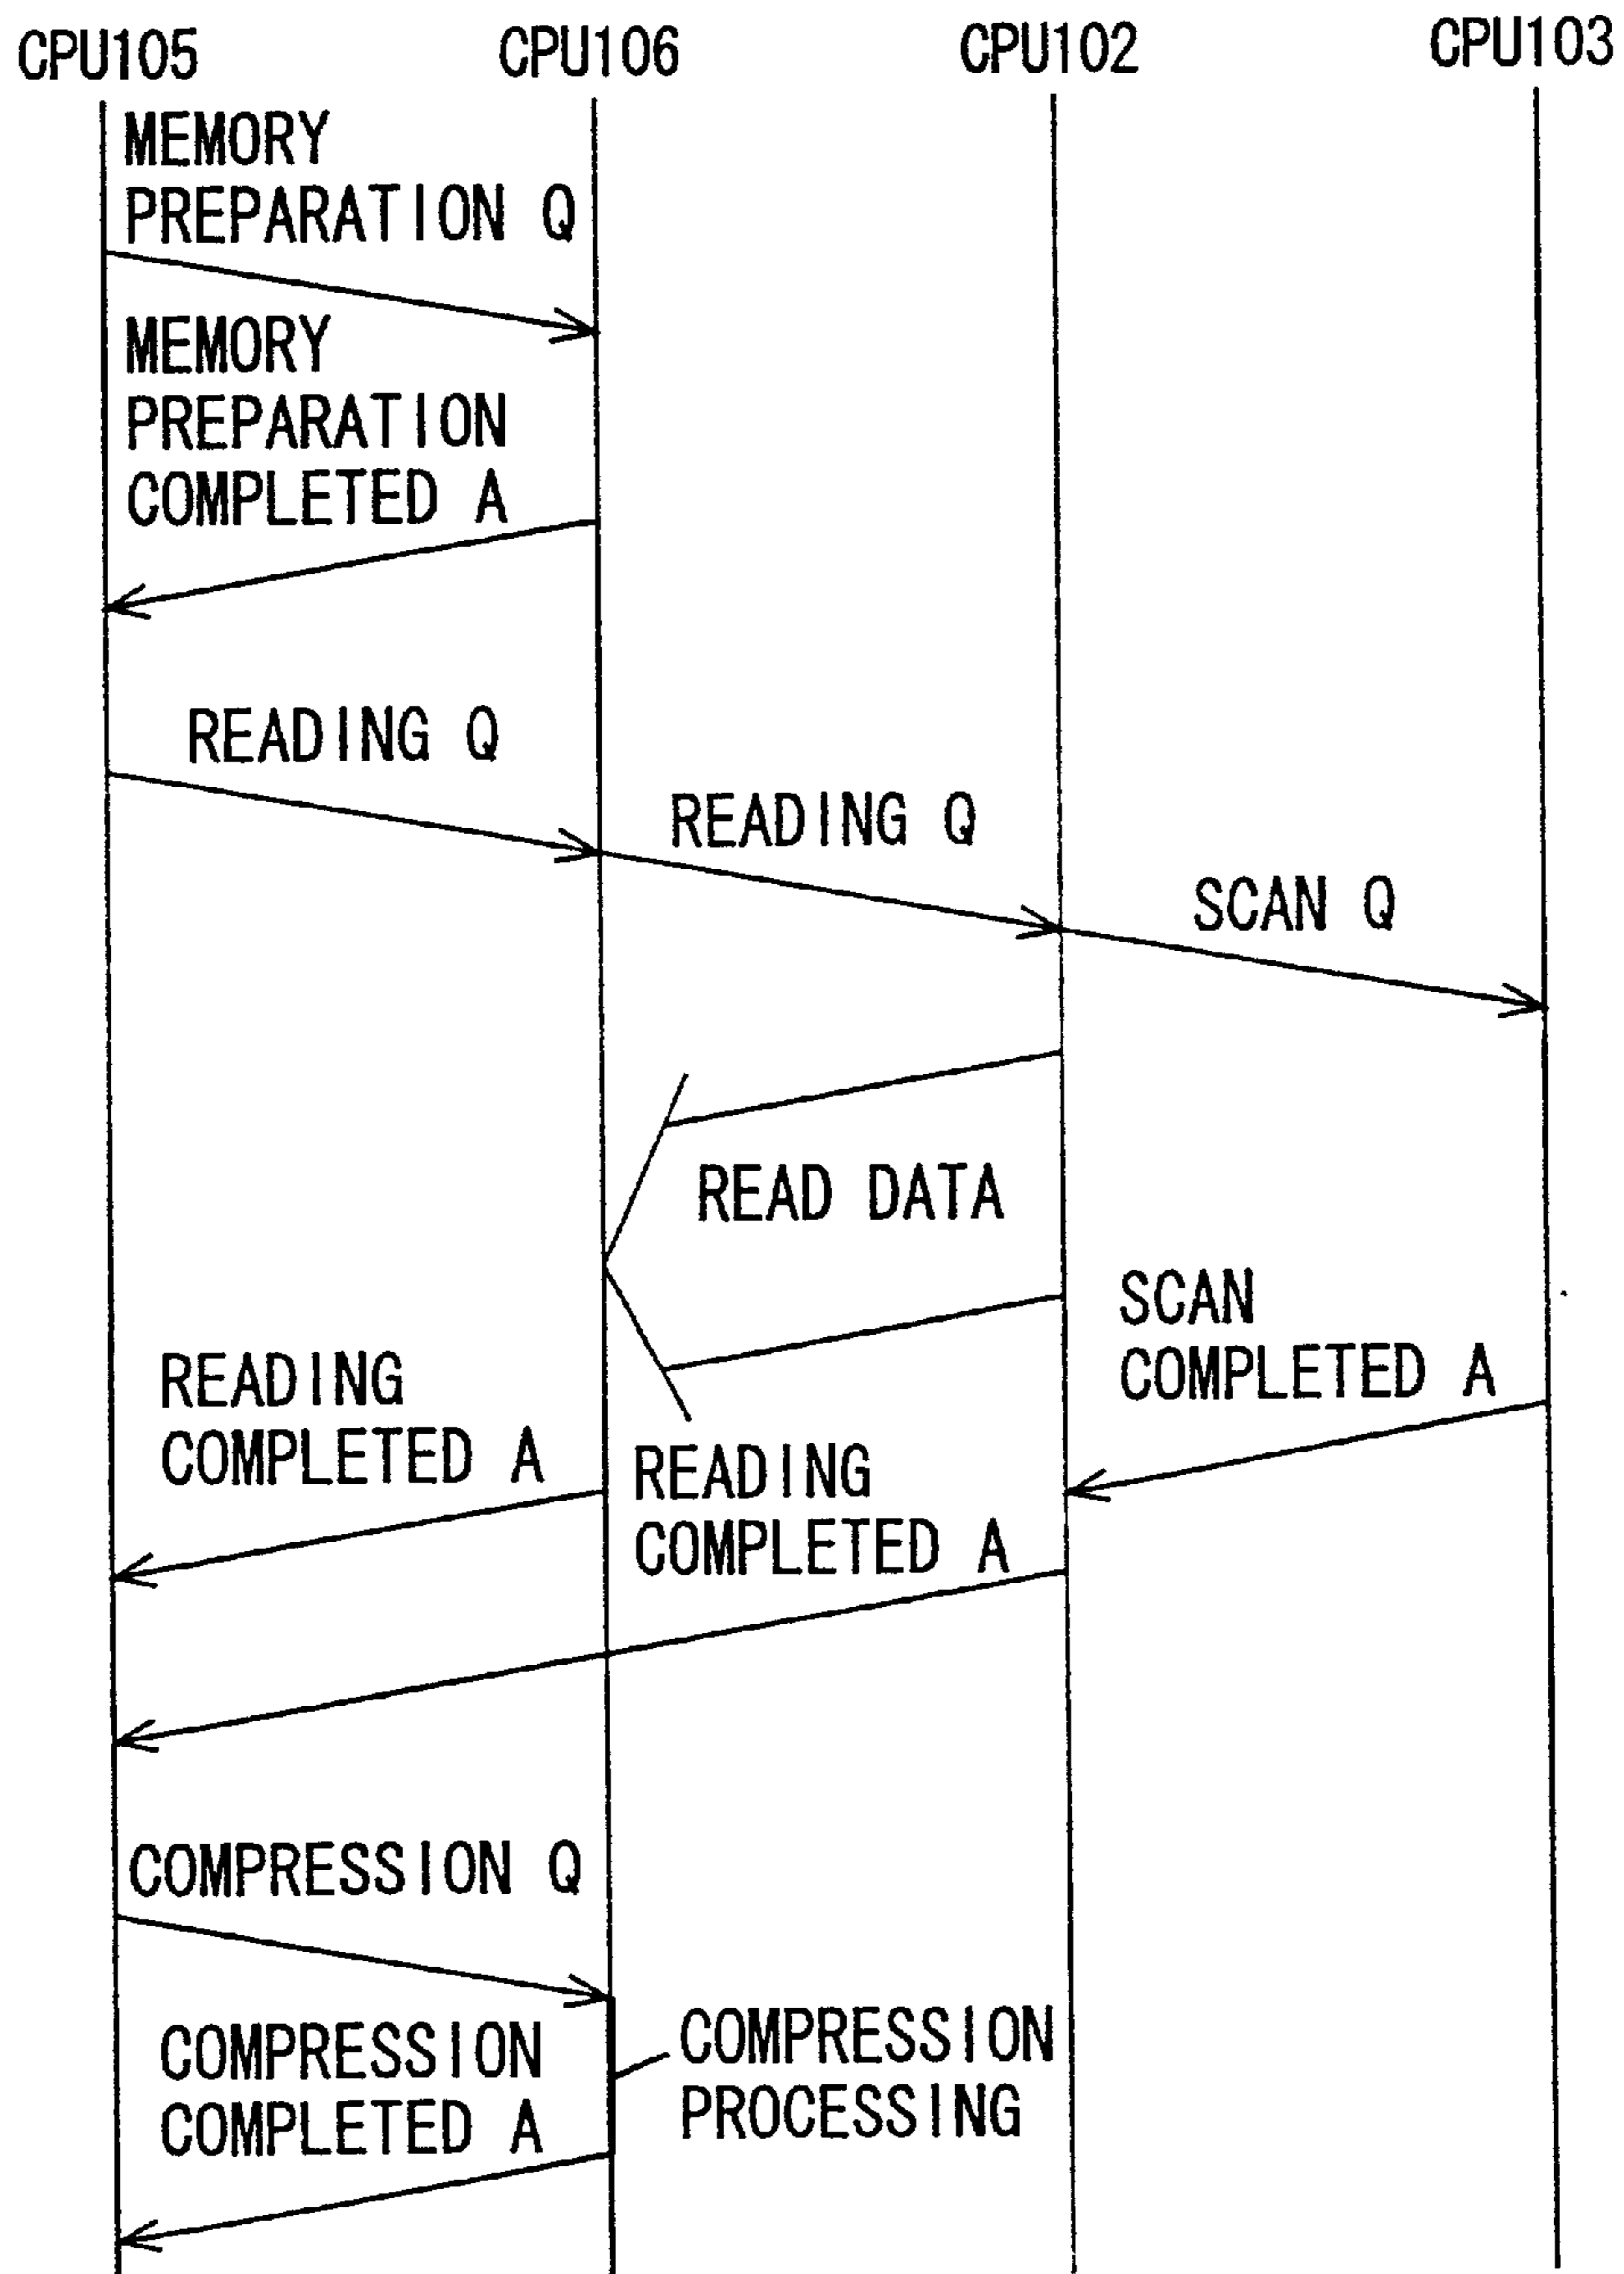 CPU105 CPU106 CPU102 CPU103
MEMORY
PREPARATION Q
MEMORY
PREPARATION
COMPLETED A
READING Q
READING Q
SCAN Q
READ DATA
SCAN
COMPLETED A
READING
COMPLETED A
READING
COMPLETED A
COMPRESSION Q
COMPRESSION
COMPLETED A
COMPRESSION
PROCESSING